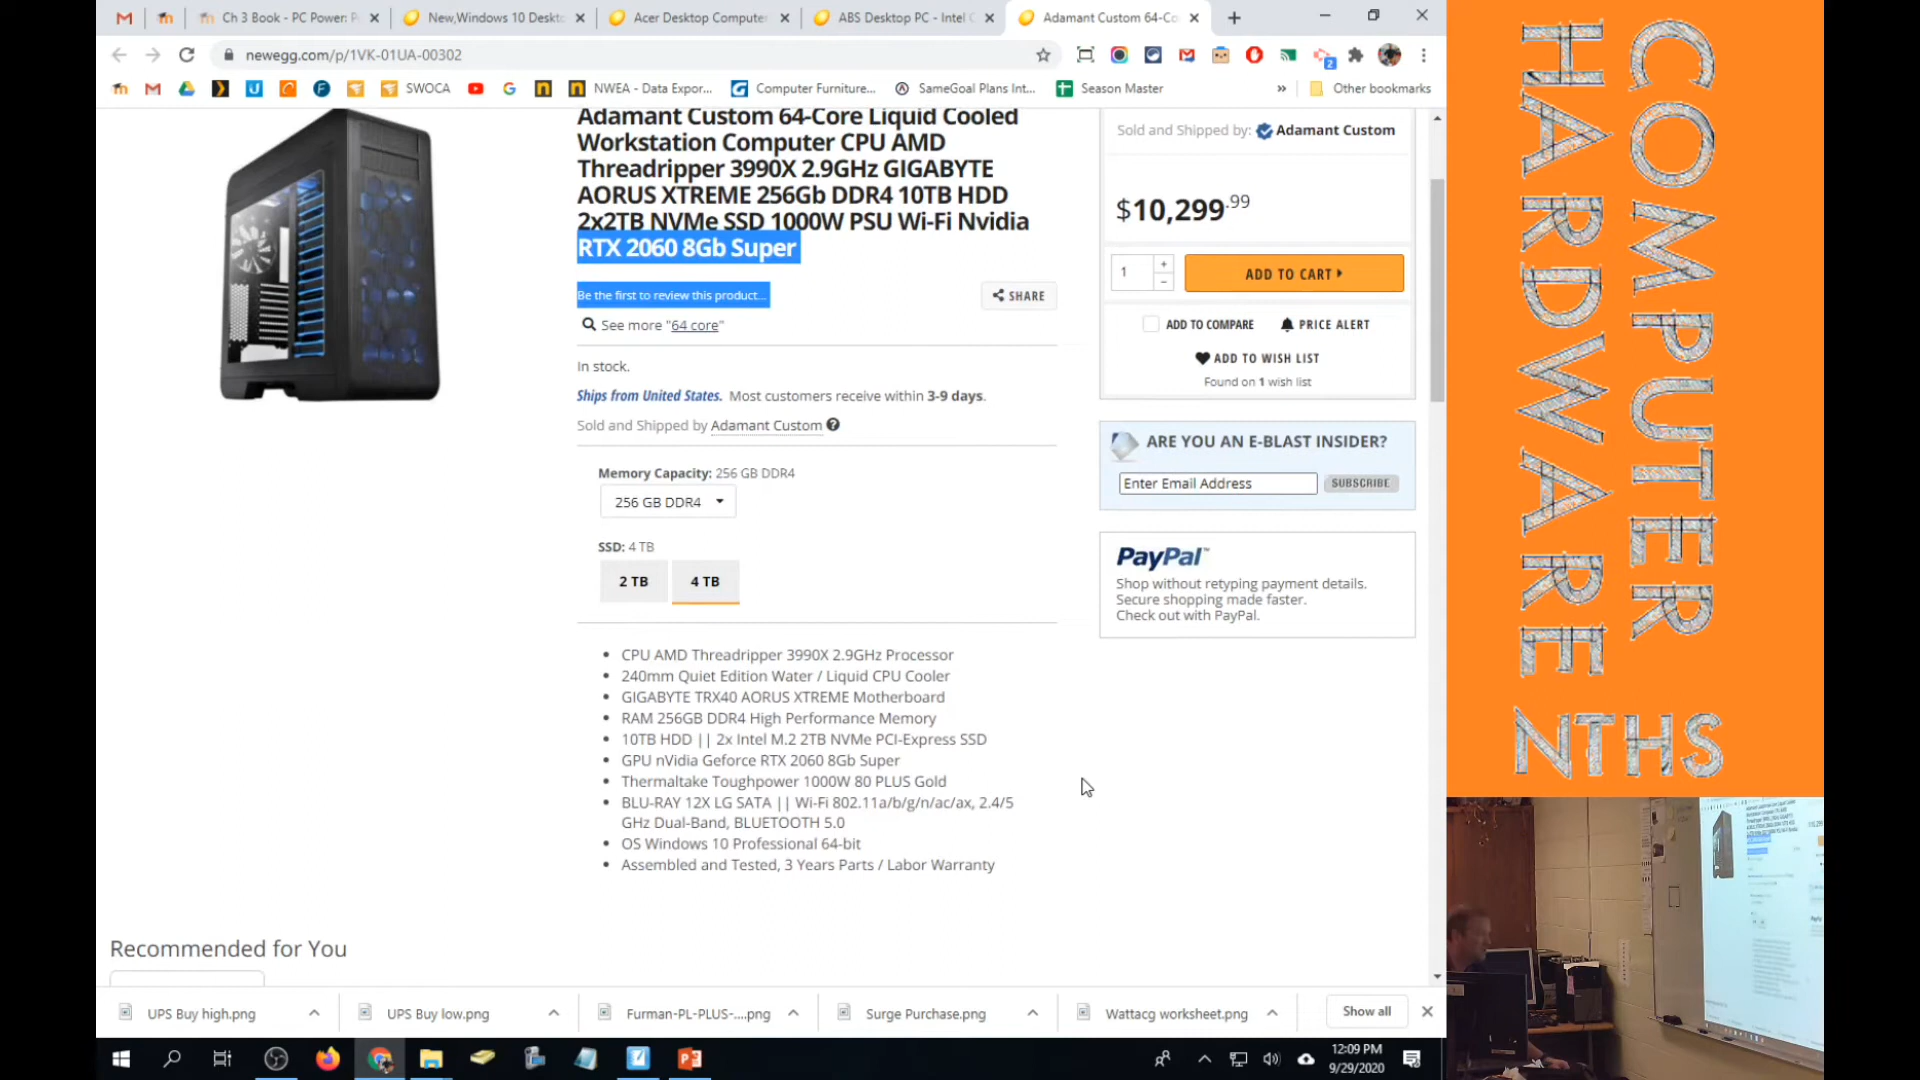 Ch 3 Book - PC Power: P
New,Windows 10 Deskto
Acer Desktop Computer
ABS Desktop PC - Intel C
Adamant Custom 64-Co
newegg.com/p/1VK-01UA-00302
SWOCA
NWEA - Data Expor...
Computer Furniture...
SameGoal Plans Int...
Season Master
»
Other bookmarks
Adamant Custom 64-Core Liquid Cooled
Workstation Computer CPU AMD
Threadripper 3990X 2.9GHz GIGABYTE
AORUS XTREME 256Gb DDR4 10TB HDD
2x2TB NVMe SSD 1000W PSU Wi-Fi Nvidia
RTX 2060 8Gb Super
Be the first to review this product...
SHARE
See more "64 core"
In stock.
Ships from United States. Most customers receive within 3-9 days.
Sold and Shipped by Adamant Custom
Memory Capacity: 256 GB DDR4
256 GB DDR4
SSD: 4 TB
2 TB
4 TB
• CPU AMD Threadripper 3990X 2.9GHz Processor
• 240mm Quiet Edition Water / Liquid CPU Cooler
• GIGABYTE TRX40 AORUS XTREME Motherboard
• RAM 256GB DDR4 High Performance Memory
• 10TB HDD || 2x Intel M.2 2TB NVMe PCI-Express SSD
• GPU nVidia Geforce RTX 2060 8Gb Super
• Thermaltake Toughpower 1000W 80 PLUS Gold
• BLU-RAY 12X LG SATA || Wi-Fi 802.11a/b/g/n/ac/ax, 2.4/5
GHz Dual-Band, BLUETOOTH 5.0
• OS Windows 10 Professional 64-bit
• Assembled and Tested, 3 Years Parts / Labor Warranty
Sold and Shipped by: Adamant Custom
$10,299.99
1
ADD TO CART
ADD TO COMPARE
PRICE ALERT
ADD TO WISH LIST
Found on 1 wish list
ARE YOU AN E-BLAST INSIDER?
Enter Email Address
SUBSCRIBE
PayPal™
Shop without retyping payment details.
Secure shopping made faster.
Check out with PayPal.
Recommended for You
UPS Buy high.png
UPS Buy low.png
Furman-PL-PLUS-....png
Surge Purchase.png
Wattacg worksheet.png
Show all
12:09 PM
9/29/2020
COMPUTER
HARDWARE
NTHS